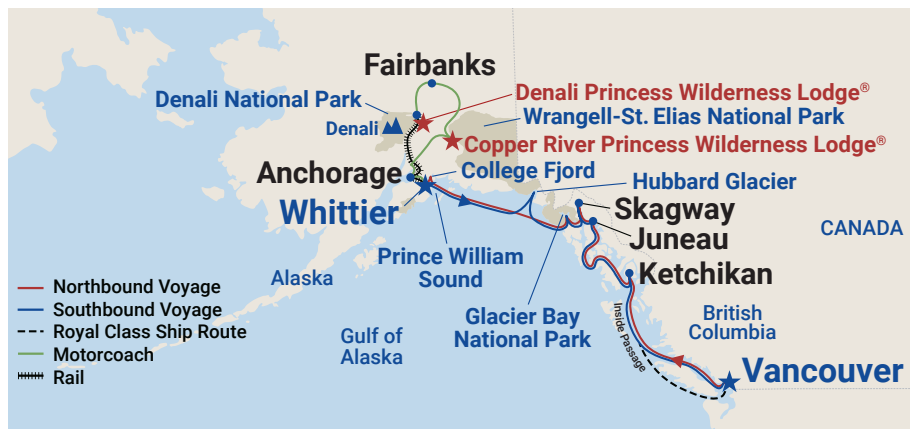 Fairbanks
Denali Princess Wilderness Lodge®
Denali National Park
Wrangell-St. Elias National Park
Denali
Copper River Princess Wilderness Lodge®
Anchorage
College Fjord
Hubbard Glacier
Whittier
Skagway
Juneau
CANADA
Prince William
Sound
Ketchikan
Alaska
Northbound Voyage
Southbound Voyage
Royal Class Ship Route
Motorcoach
Rail
Glacier Bay
National Park
British
Columbia
Gulf of
Alaska
Inside Passage
Vancouver